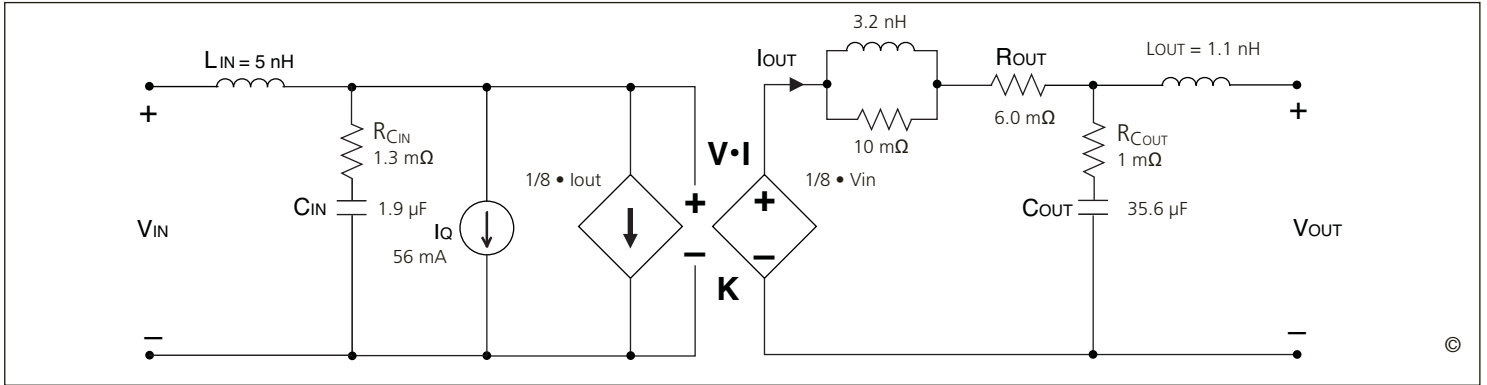 LIN = 5 nH
+
RCIN
1.3 mΩ
CIN
1.9 µF
VIN
–
IQ
56 mA
1/8 • Iout
+
–
V•I
K
1/8 • Vin
+
–
IOUT
3.2 nH
10 mΩ
ROUT
6.0 mΩ
RCOUT
1 mΩ
COUT
35.6 µF
LOUT = 1.1 nH
+
VOUT
–
©